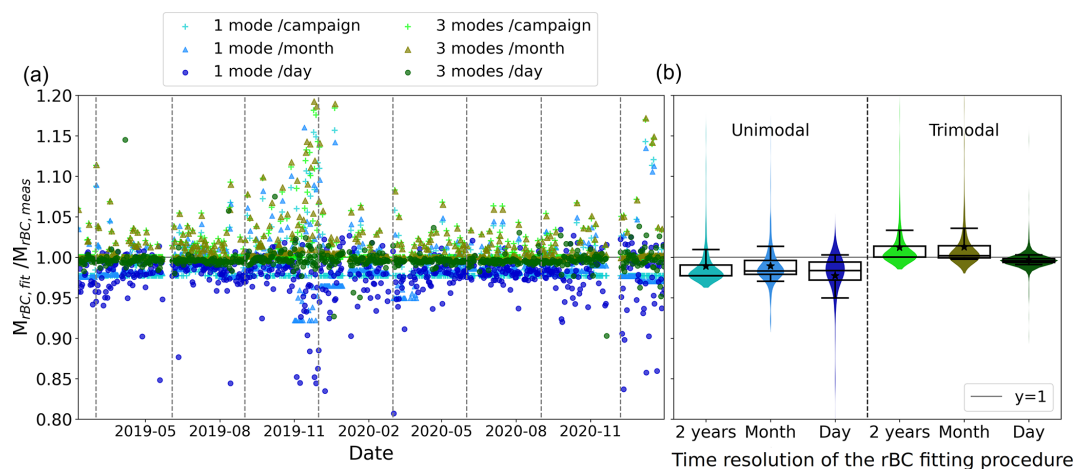 1 mode /campaign
1 mode /month
1 mode /day
3 modes /campaign
3 modes /month
3 modes /day
(a)
(b)
1.20
1.15
1.10
1.05
1.00
0.95
0.90
0.85
0.80
MrBC, fit /MrBC, meas
2019-05
2019-08
2019-11
2020-02
2020-05
2020-08
2020-11
Date
Unimodal
Trimodal
y=1
2 years
Month
Day
2 years
Month
Day
Time resolution of the rBC fitting procedure